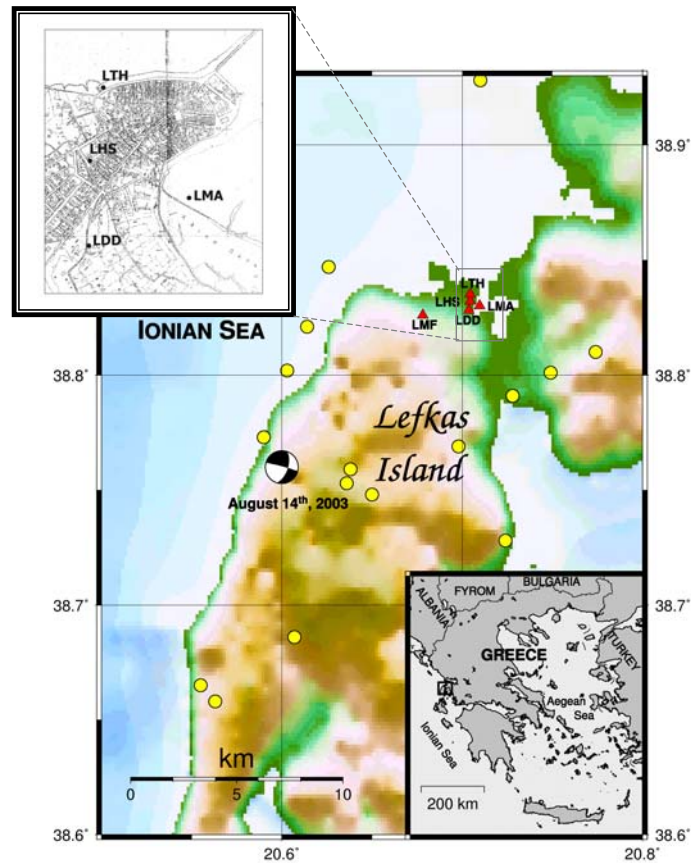 LTH
LHS
LMA
LDD
38.9°
LTH
LHS
LMA
LMF
LDD
IONIAN SEA
38.8°
38.8°
Lefkas
Island
August 14th, 2003
38.7°
38.7°
BULGARIA
FYROM
ALBANIA
TURKEY
GREECE
Aegean
Sea
Ionian Sea
200 km
km
0
5
10
38.6°
38.6°
20.6°
20.8°